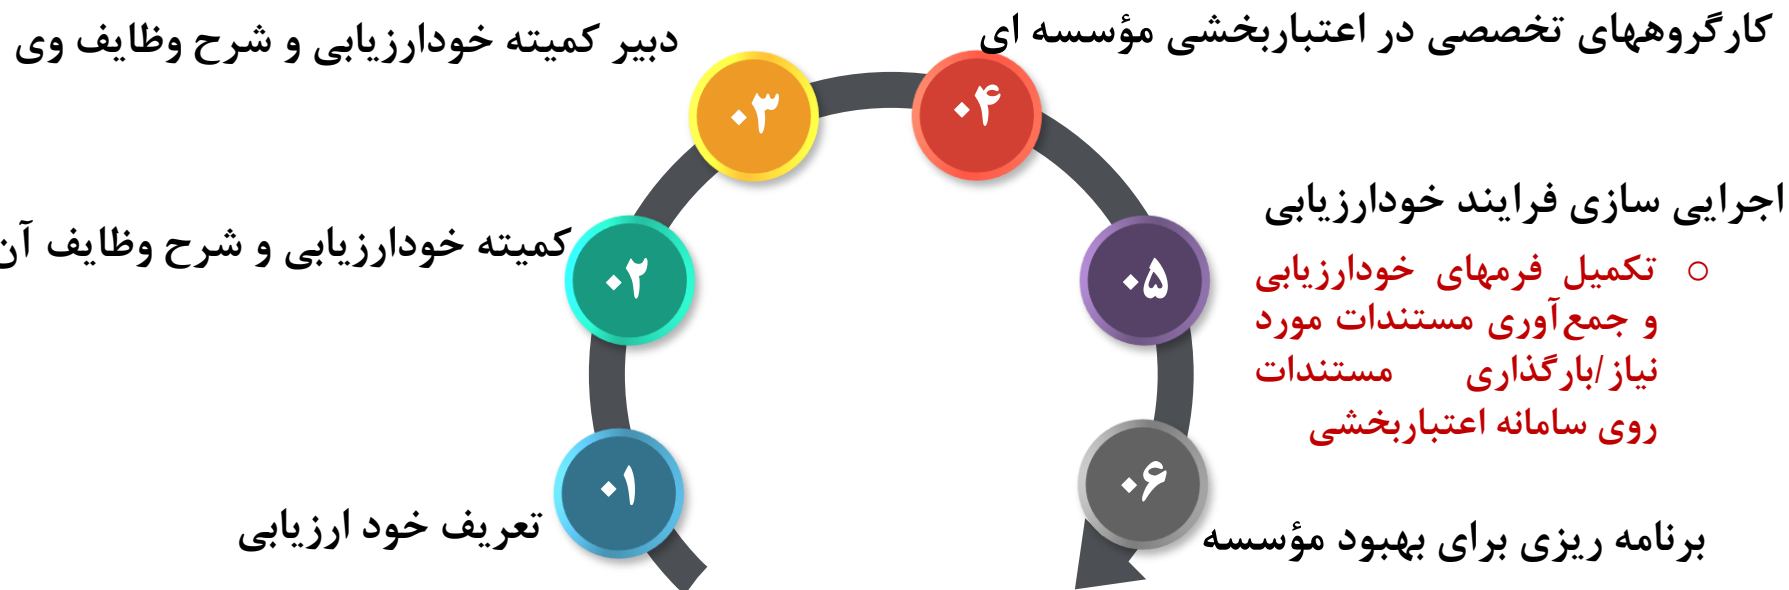 ۰۱
تعریف خود ارزیابی
۰۲
کمیته خودارزیابی و شرح وظایف آن
۰۳
دبیر کمیته خودارزیابی و شرح وظایف وی
۰۴
کارگروههای تخصصی در اعتباربخشی مؤسسه ای
۰۵
اجرایی سازی فرایند خودارزیابی
○ تکمیل فرمهای خودارزیابی
و جمع‌آوری مستندات مورد
نیاز/بارگذاری مستندات
روی سامانه اعتباربخشی
۰۶
برنامه ریزی برای بهبود مؤسسه